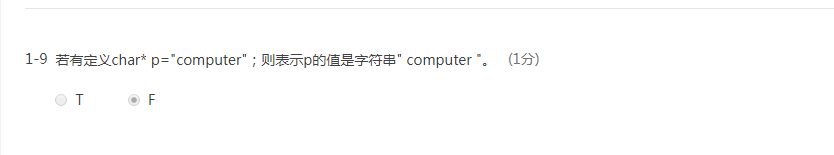 1-9 若有定义char* p="computer"；则表示p的值是字符串" computer "。 (1分)
T F